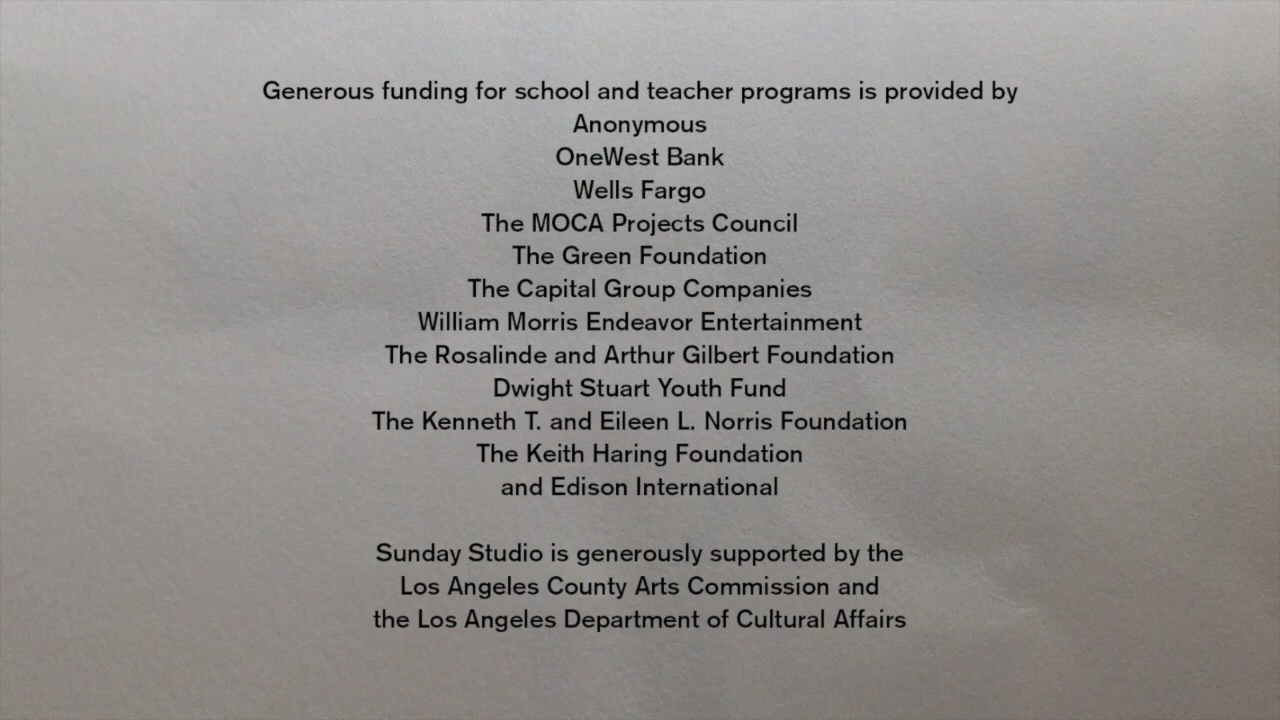 Generous funding for school and teacher programs is provided by
Anonymous
OneWest Bank
Wells Fargo
The MOCA Projects Council
The Green Foundation
The Capital Group Companies
William Morris Endeavor Entertainment
The Rosalinde and Arthur Gilbert Foundation
Dwight Stuart Youth Fund
The Kenneth T. and Eileen L. Norris Foundation
The Keith Haring Foundation
and Edison International
Sunday Studio is generously supported by the
Los Angeles County Arts Commission and
the Los Angeles Department of Cultural Affairs